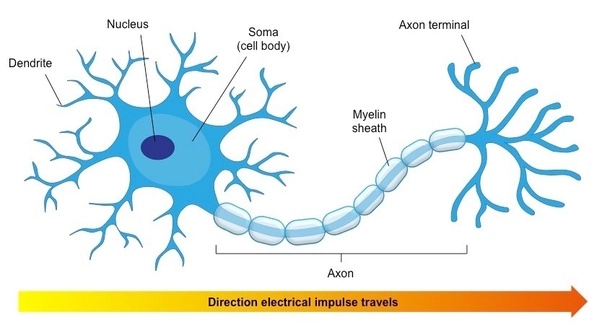 Nucleus
Soma
(cell body)
Axon terminal
Dendrite
Myelin
sheath
Axon
Direction electrical impulse travels